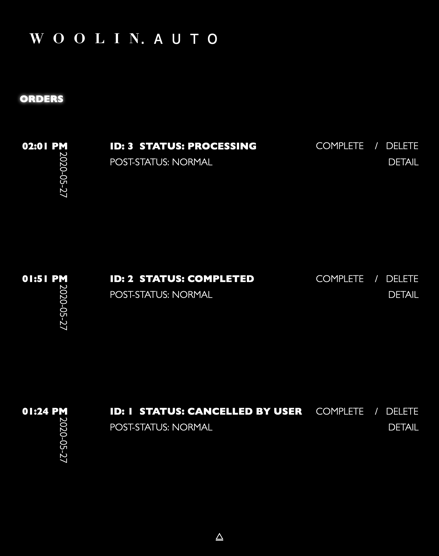 WOOLIN.AUTO
ORDERS
02:01 PM ID: 3 STATUS: PROCESSING COMPLETE / DELETE
2020-05-27 POST-STATUS: NORMAL DETAIL
01:51 PM ID: 2 STATUS: COMPLETED COMPLETE / DELETE
2020-05-27 POST-STATUS: NORMAL DETAIL
01:24 PM ID: 1 STATUS: CANCELLED BY USER COMPLETE / DELETE
2020-05-27 POST-STATUS: NORMAL DETAIL